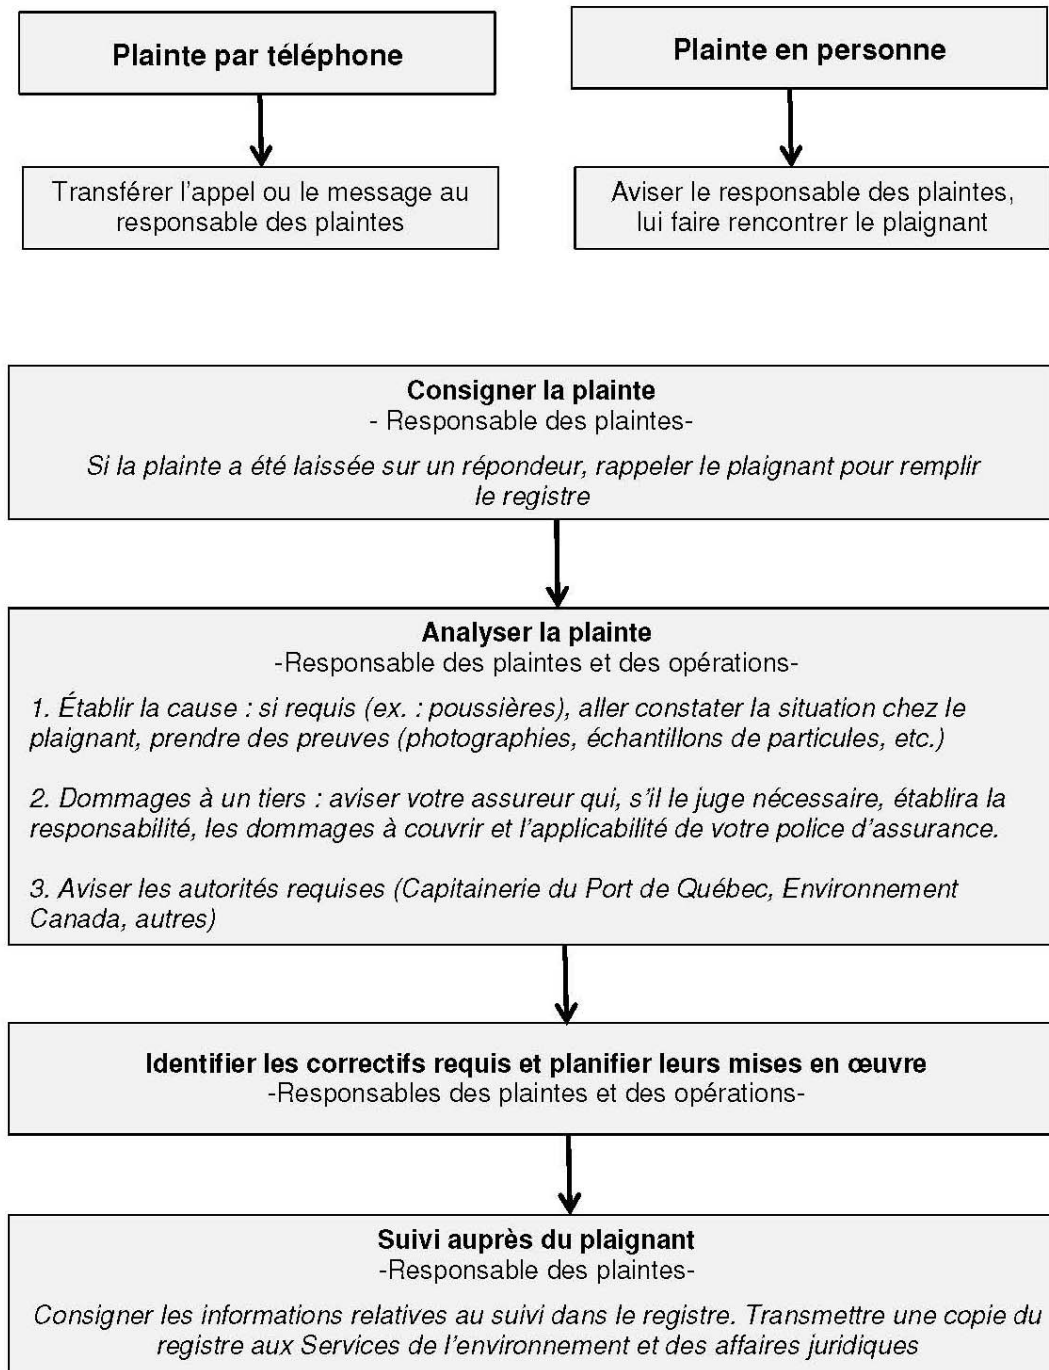 Plainte par téléphone
Plainte en personne
Transférer l'appel ou le message au
responsable des plaintes
Aviser le responsable des plaintes,
lui faire rencontrer le plaignant
Consigner la plainte
- Responsable des plaintes-
Si la plainte a été laissée sur un répondeur, rappeler le plaignant pour remplir
le registre
Analyser la plainte
-Responsable des plaintes et des opérations-
1. Établir la cause : si requis (ex. : poussières), aller constater la situation chez le
plaignant, prendre des preuves (photographies, échantillons de particules, etc.)
2. Dommages à un tiers : aviser votre assureur qui, s'il le juge nécessaire, établira la
responsabilité, les dommages à couvrir et l'applicabilité de votre police d'assurance.
3. Aviser les autorités requises (Capitainerie du Port de Québec, Environnement
Canada, autres)
Identifier les correctifs requis et planifier leurs mises en œuvre
-Responsables des plaintes et des opérations-
Suivi auprès du plaignant
-Responsable des plaintes-
Consigner les informations relatives au suivi dans le registre. Transmettre une copie du
registre aux Services de l'environnement et des affaires juridiques